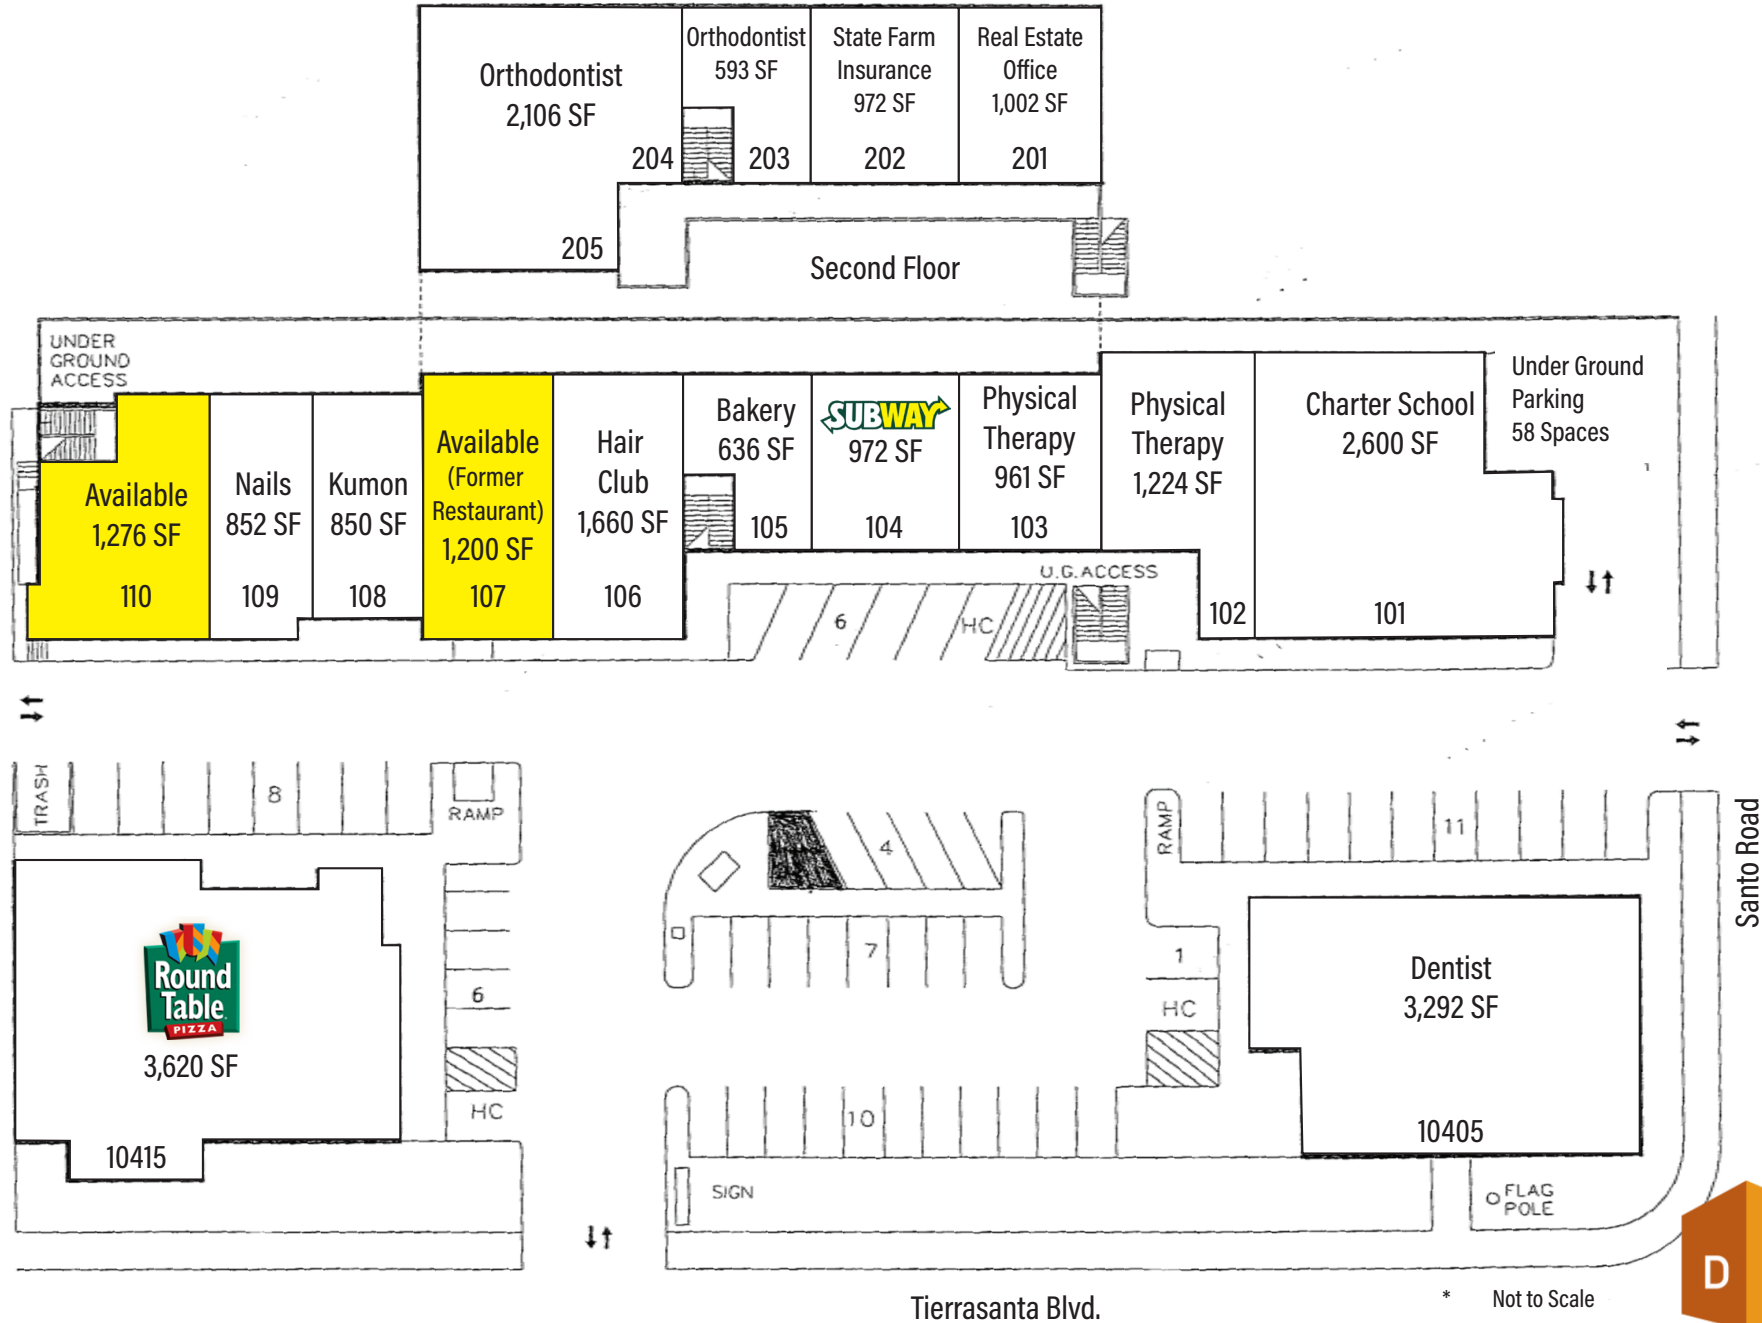 Orthodontist
2,106 SF
204
205
Orthodontist
593 SF
203
State Farm
Insurance
972 SF
202
Real Estate
Office
1,002 SF
201
Second Floor
UNDER
GROUND
ACCESS
Available
1,276 SF
110
Nails
852 SF
109
Kumon
850 SF
108
Available
(Former
Restaurant)
1,200 SF
107
Hair
Club
1,660 SF
106
Bakery
636 SF
105
SUBWAY
972 SF
104
Physical
Therapy
961 SF
103
Physical
Therapy
1,224 SF
102
Charter School
2,600 SF
101
Under Ground
Parking
58 Spaces
U.G.ACCESS
6
HC
TRASH
8
RAMP
4
RAMP
11
Santo Road
Round
Table
PIZZA
3,620 SF
10415
6
HC
7
1
HC
10
Dentist
3,292 SF
10405
SIGN
FLAG
POLE
D
Tierrasanta Blvd.
* Not to Scale